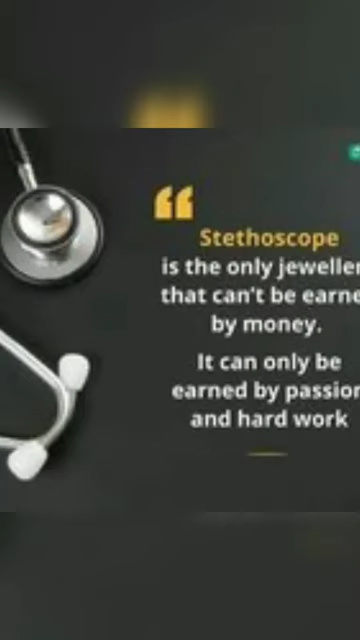 “
Stethoscope
is the only jeweller
that can't be earne
by money.
It can only be
earned by passion
and hard work